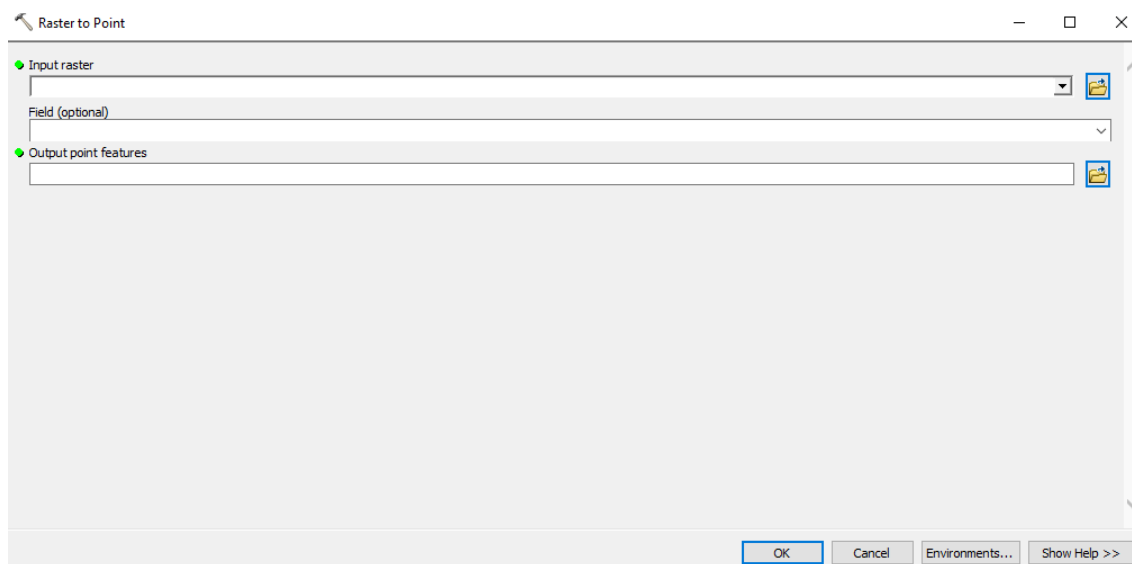 Raster to Point
Input raster
Field (optional)
Output point features
OK Cancel Environments... Show Help >>